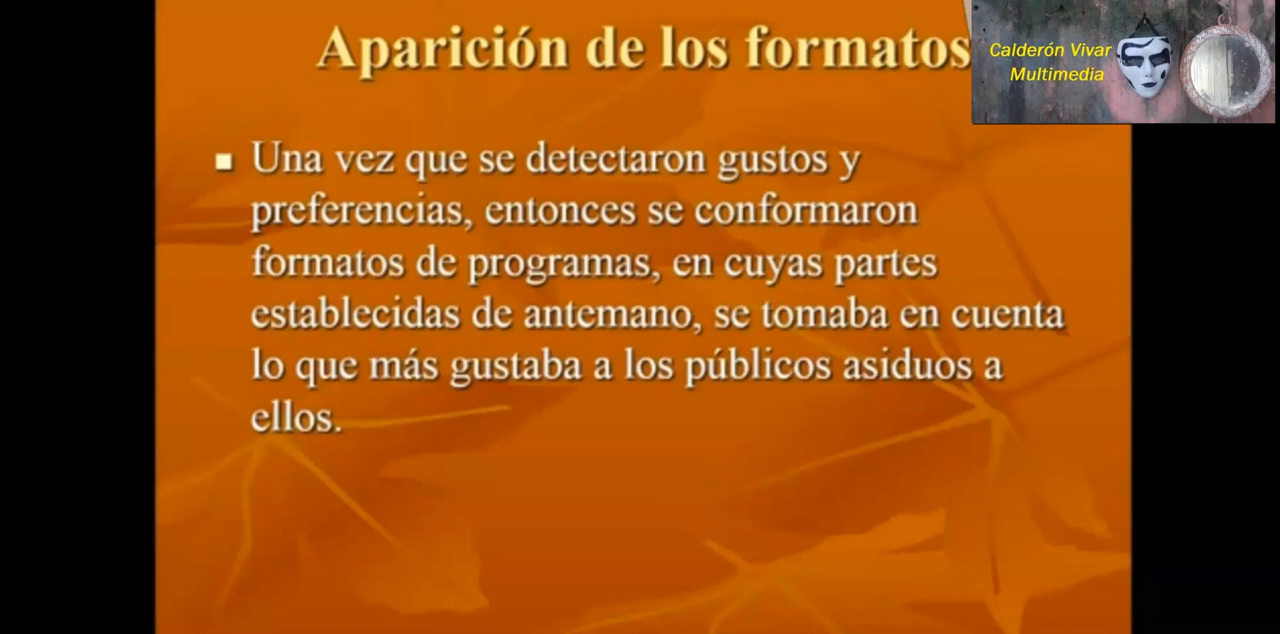 Aparición de los formatos
Calderón Vivar
Multimedia
Una vez que se detectaron gustos y
preferencias, entonces se conformaron
formatos de programas, en cuyas partes
establecidas de antemano, se tomaba en cuenta
lo que más gustaba a los públicos asiduos a
ellos.